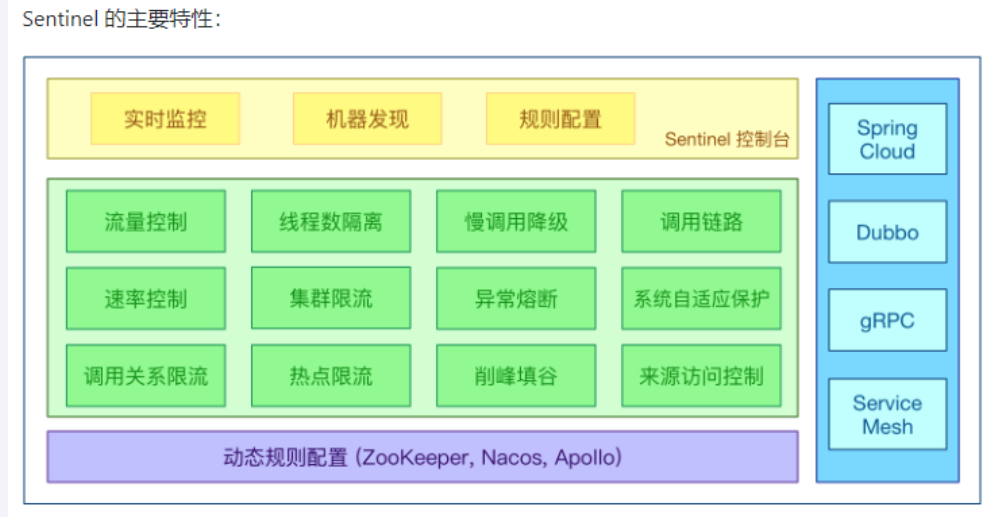 Sentinel 的主要特性：
实时监控
机器发现
规则配置
Sentinel 控制台
流量控制
线程数隔离
慢调用降级
调用链路
速率控制
集群限流
异常熔断
系统自适应保护
调用关系限流
热点限流
削峰填谷
来源访问控制
动态规则配置 (ZooKeeper, Nacos, Apollo)
Spring
Cloud
Dubbo
gRPC
Service
Mesh